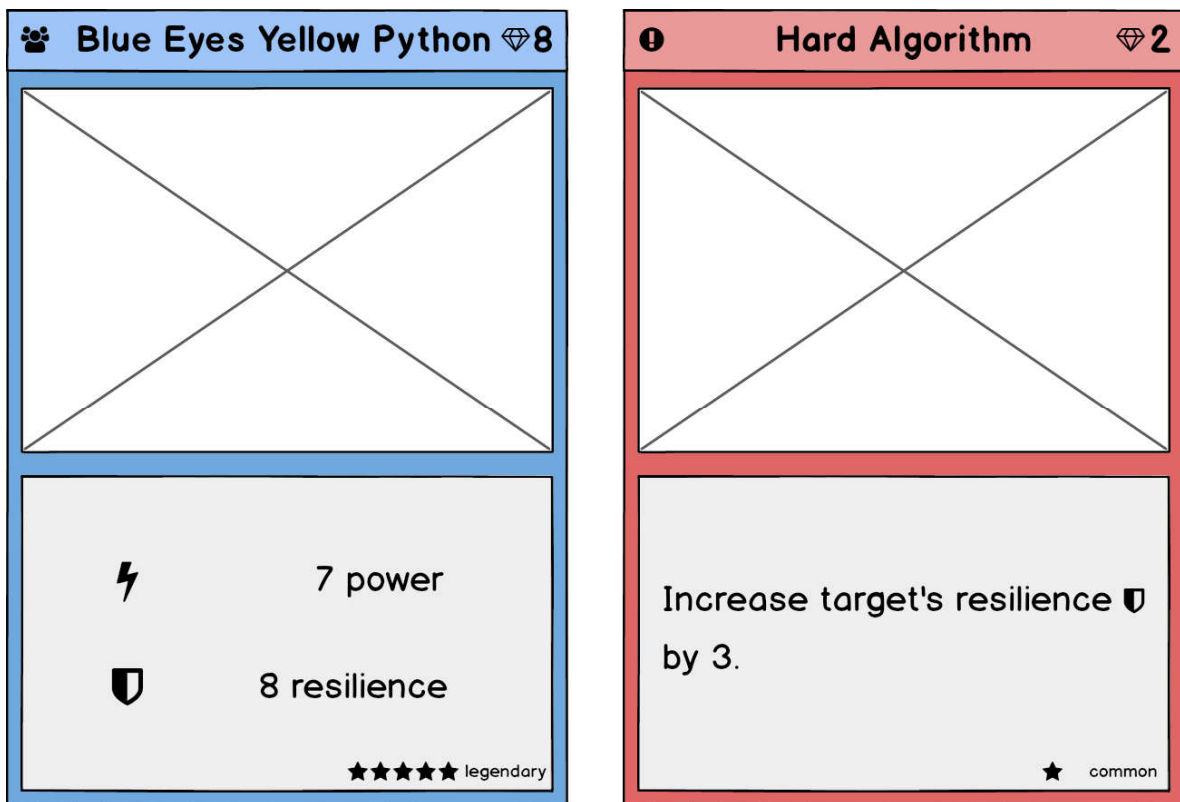 Blue Eyes Yellow Python 8
7 power
8 resilience
legendary
Hard Algorithm 2
Increase target's resilience
by 3.
common